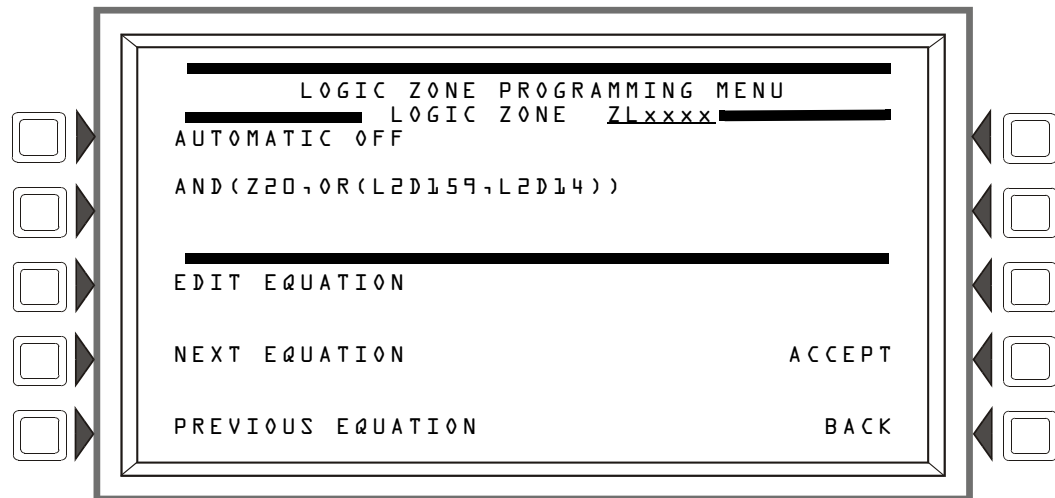 LOGIC ZONE PROGRAMMING MENU
LOGIC ZONE ZLxxxx
AUTOMATIC OFF
AND(Z20,OR(L2D159,L2D14))
EDIT EQUATION
NEXT EQUATION ACCEPT
PREVIOUS EQUATION BACK